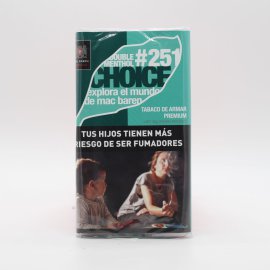 DOUBLE
MENTHOL
#251
CHOICE
explora el mundo
de mac baren
TABACO DE ARMAR
PREMIUM
TUS HIJOS TIENEN MÁS
RIESGO DE SER FUMADORES